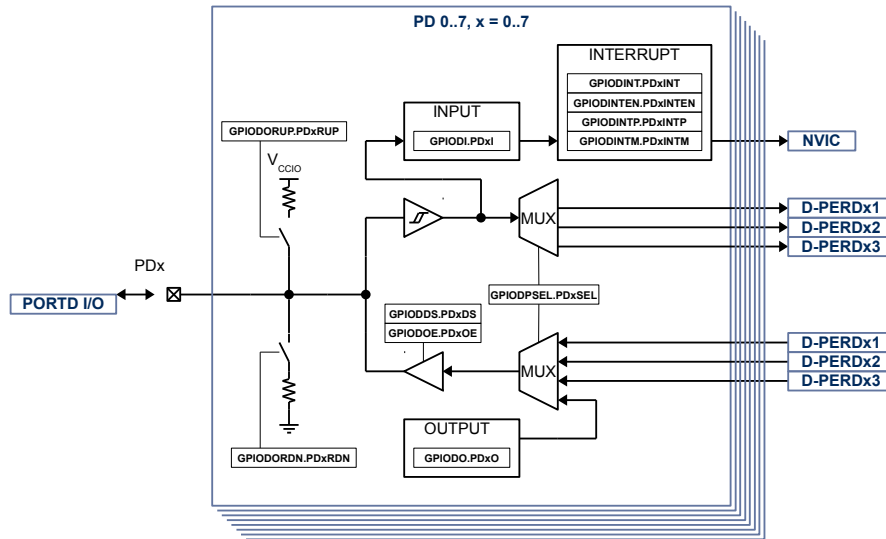 PD 0..7, x = 0..7
INTERRUPT
GPIODINT.PDxINT
GPIODINTEN.PDxINTEN
GPIODINTP.PDxINTP
GPIODINTM.PDxINTM
INPUT
GPIODI.PDxI
NVIC
GPIODORUP.PDxRUP
VCCIO
MUX
D-PERDx1
D-PERDx2
D-PERDx3
PDx
PORTD I/O
GPIODPSEL.PDxSEL
GPIODDS.PDxDS
GPIODOE.PDxOE
MUX
D-PERDx1
D-PERDx2
D-PERDx3
OUTPUT
GPIODO.PDxO
GPIODORDN.PDxRDN